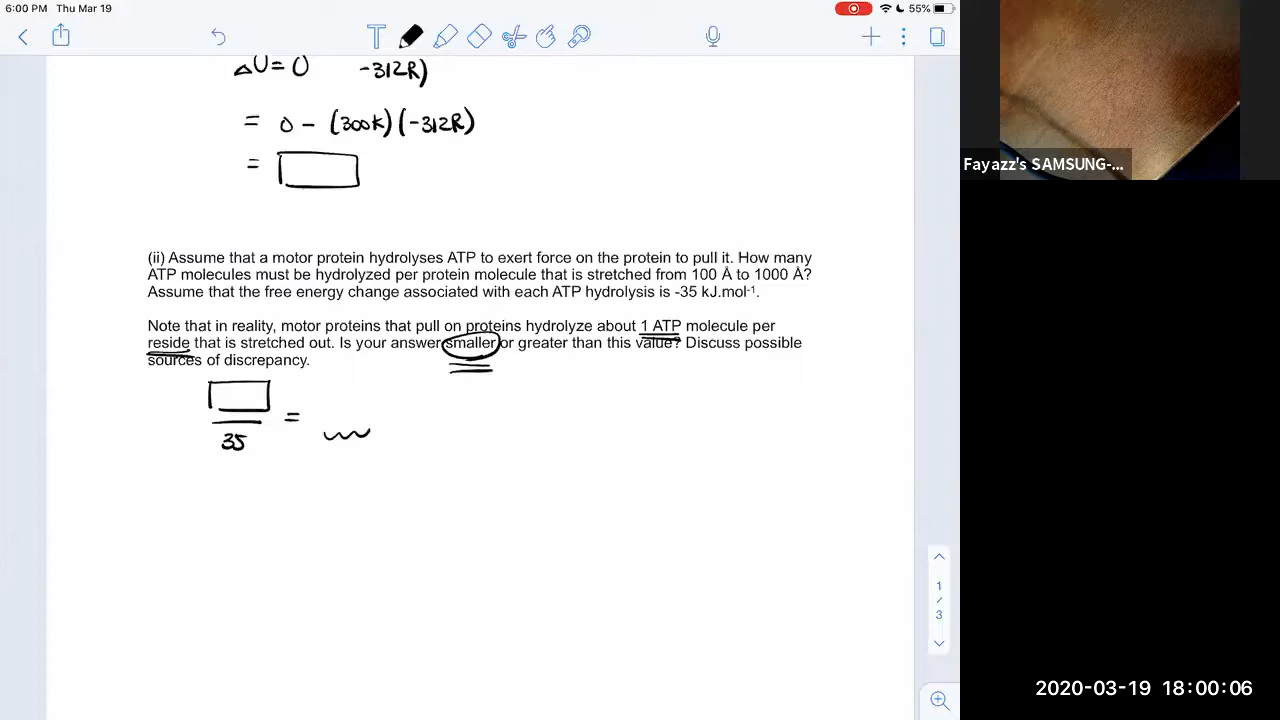 6:00 PM Thu Mar 19
55%
ΔU = 0 -312R)
= 0 - (300K)(-312R)
=
(ii) Assume that a motor protein hydrolyses ATP to exert force on the protein to pull it. How many
ATP molecules must be hydrolyzed per protein molecule that is stretched from 100 Å to 1000 Å?
Assume that the free energy change associated with each ATP hydrolysis is -35 kJ.mol⁻¹.
Note that in reality, motor proteins that pull on proteins hydrolyze about 1 ATP molecule per
reside that is stretched out. Is your answer smaller or greater than this value? Discuss possible
sources of discrepancy.
=
35
1
/
3
Fayazz's SAMSUNG-...
2020-03-19 18:00:06